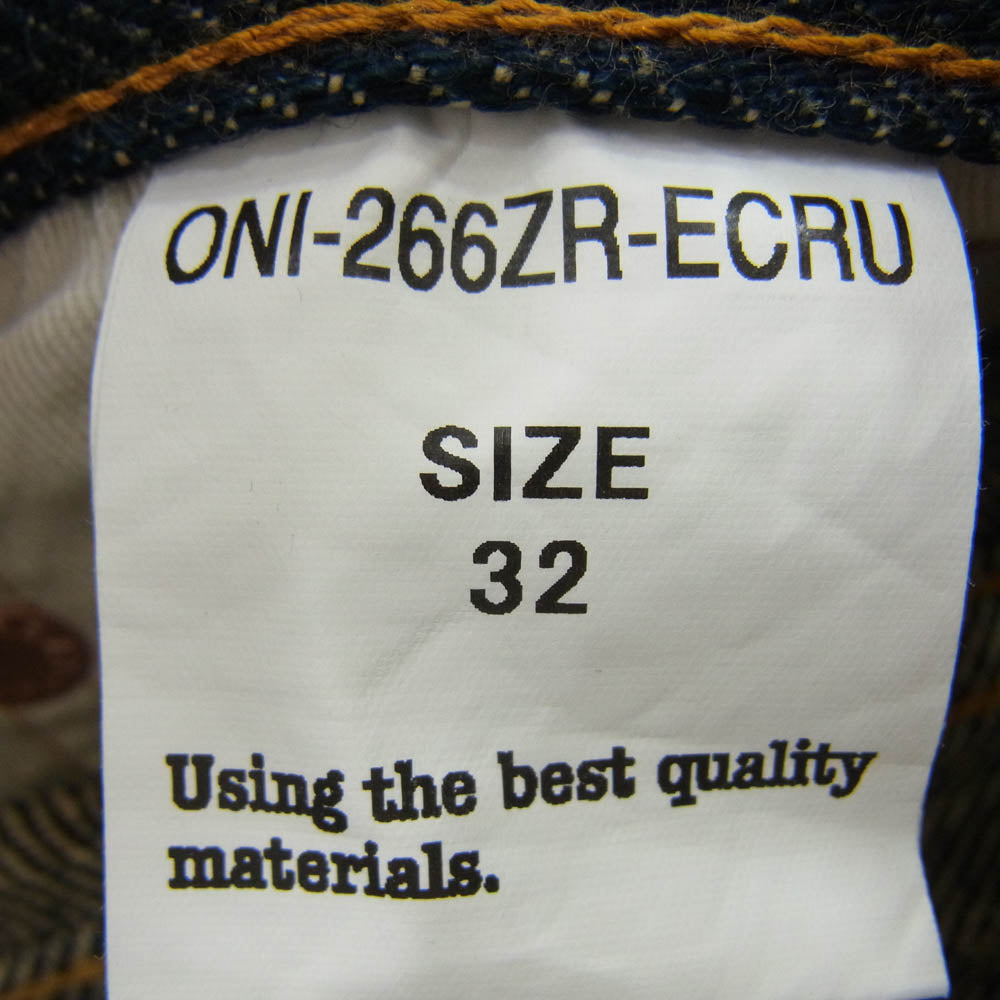 ONI-266ZR-ECRU
SIZE
32
Using the best quality
materials.